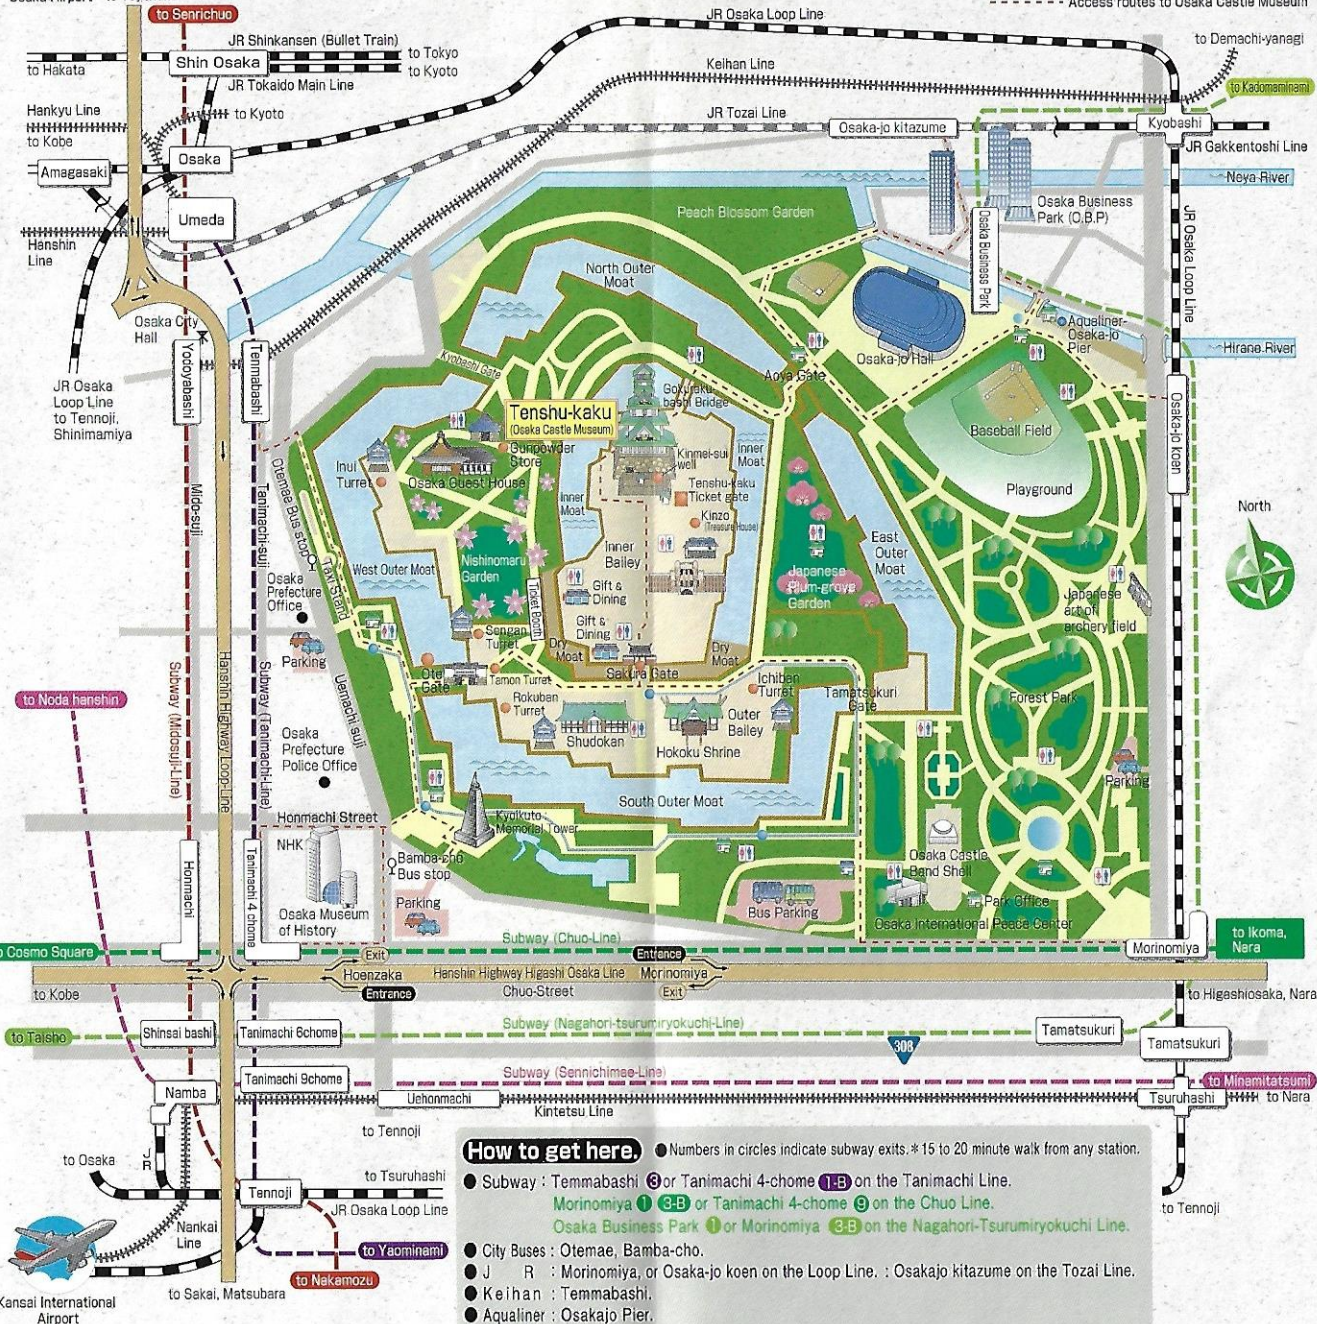 to Senrichuo
Access routes to Osaka Castle Museum
JR Osaka Loop Line
JR Shinkansen (Bullet Train)
to Tokyo
to Demachi-yanagi
to Hakata
Shin Osaka
to Kyoto
Keihan Line
JR Tokaido Main Line
to Kadomaminami
Hankyu Line
to Kyoto
JR Tozai Line
Osaka-jo kitazume
Kyobashi
to Kobe
JR Gakkentoshi Line
Osaka
Amagasaki
Neya River
Umeda
Peach Blossom Garden
Osaka Business
Park (O.B.P)
Hanshin
Line
Osaka Business Park
JR Osaka Loop Line
North Outer
Moat
Osaka City
Hall
Aqualiner-
Osaka-jo
Pier
Hirano River
Yodoyabashi
Temmabashi
Kyobashi Gate
Osaka-jo Hall
Aoya Gate
JR Osaka
Loop Line
to Tennoji,
Shinimamiya
Gokuraku-
bashi Bridge
Osaka-jo koen
Tenshu-kaku
(Osaka Castle Museum)
Baseball Field
Gunpowder
Store
Kinmei-sui
well
Inner
Moat
Inui
Turret
Osaka Guest House
Tenshu-kaku
Ticket gate
Playground
Otemae Bus stop
Inner
Moat
Kinzo
(Treasure House)
North
Mido-suji
Tanimachi-suji
East
Outer
Moat
Inner
Bailey
Nishinomaru
Garden
West Outer Moat
Taxi Stand
Osaka
Prefecture
Office
Japanese
Plum-grove
Garden
Gift &
Dining
Ticket Booth
Japanese
art of
archery field
Gift &
Dining
Sengan
Turret
Parking
Dry
Moat
Dry
Moat
Subway (Midosuji-Line)
Hanshin Highway Loop-Line
Subway (Tanimachi-Line)
Uemachi suji
Ote
Gate
Tamon Turret
Sakura Gate
Ichiban
Turret
Tamatsukuri
Gate
to Noda hanshin
Rokuban
Turret
Forest Park
Outer
Bailey
Shudokan
Hokoku Shrine
Osaka
Prefecture
Police Office
Parking
South Outer Moat
Honmachi Street
Kyoikuto
Memorial Tower
NHK
Bamba-cho
Bus stop
Osaka Castle
Band Shell
Honmachi
Tanimachi 4 chome
Parking
Osaka Museum
of History
Bus Parking
Park Office
Osaka International Peace Center
to Cosmo Square
Subway (Chuo-Line)
Morinomiya
to Ikoma,
Nara
Exit
Entrance
Hoenzaka
Hanshin Highway Higashi Osaka Line
Morinomiya
to Kobe
Entrance
Chuo-Street
Exit
to Higashiosaka, Nara
Subway (Nagahori-tsurumiryokuchi-Line)
to Taisho
Shinsai bashi
Tanimachi 6chome
Tamatsukuri
Tamatsukuri
308
Subway (Sennichimae-Line)
Tanimachi 9chome
to Minamitatsumi
Namba
Uehonmachi
Kintetsu Line
Tsuruhashi
to Nara
to Tennoji
How to get here.
●Numbers in circles indicate subway exits.*15 to 20 minute walk from any station.
to Osaka
J
R
to Tsuruhashi
● Subway : Temmabashi 3 or Tanimachi 4-chome 1-B on the Tanimachi Line.
Tennoji
JR Osaka Loop Line
Morinomiya 1 3-B or Tanimachi 4-chome 9 on the Chuo Line.
to Tennoji
Nankai
Line
Osaka Business Park 1 or Morinomiya 3-B on the Nagahori-Tsurumiryokuchi Line.
to Yaominami
● City Buses : Otemae, Bamba-cho.
to Nakamozu
● J R : Morinomiya, or Osaka-jo koen on the Loop Line. : Osakajo kitazume on the Tozai Line.
to Sakai, Matsubara
● Keihan : Temmabashi.
Kansai International
Airport
● Aqualiner : Osakajo Pier.